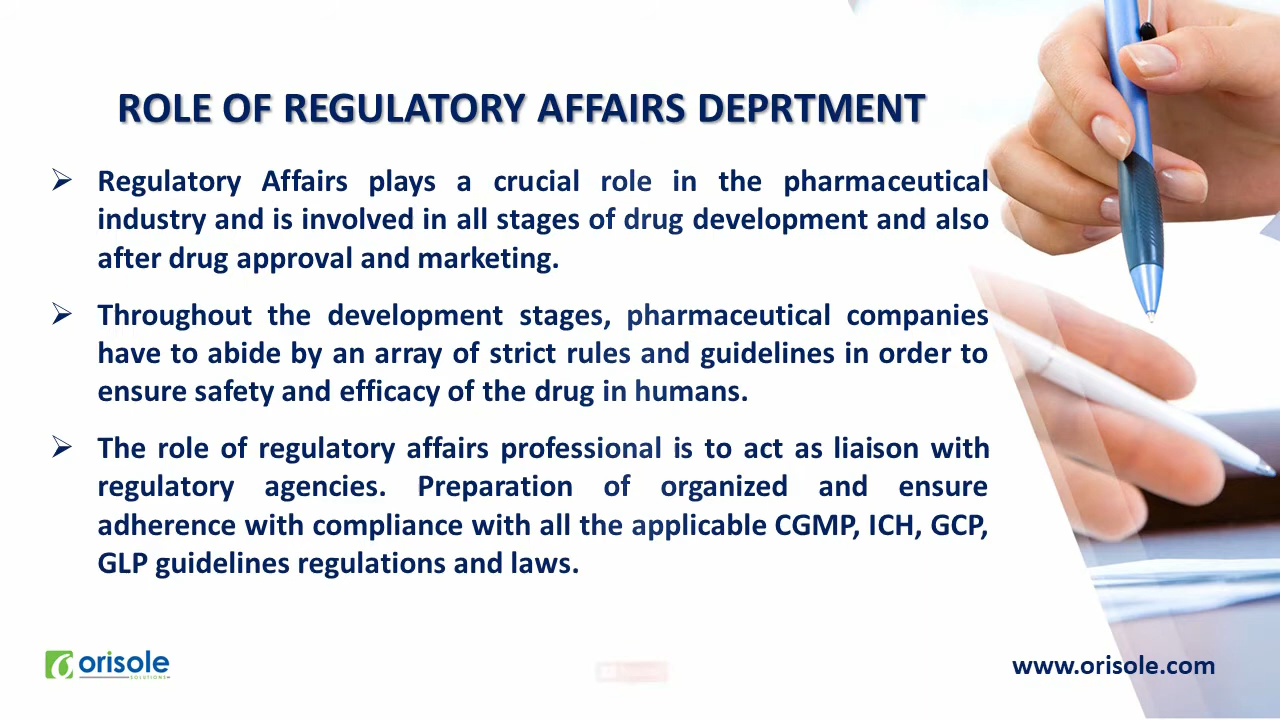 ROLE OF REGULATORY AFFAIRS DEPRTMENT
Regulatory Affairs plays a crucial role in the pharmaceutical
industry and is involved in all stages of drug development and also
after drug approval and marketing.
Throughout the development stages, pharmaceutical companies
have to abide by an array of strict rules and guidelines in order to
ensure safety and efficacy of the drug in humans.
The role of regulatory affairs professional is to act as liaison with
regulatory agencies. Preparation of organized and ensure
adherence with compliance with all the applicable CGMP, ICH, GCP,
GLP guidelines regulations and laws.
orisole
SOLUTIONS
www.orisole.com